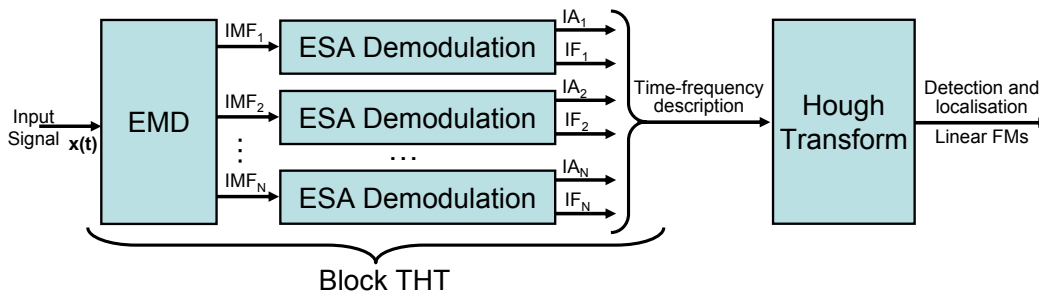 Input
Signal x(t)
EMD
IMF1
IMF2
⋮
IMFN
ESA Demodulation
ESA Demodulation
...
ESA Demodulation
IA1
IF1
IA2
IF2
IAN
IFN
Time-frequency
description
Hough
Transform
Detection and
localisation
Linear FMs
Block THT